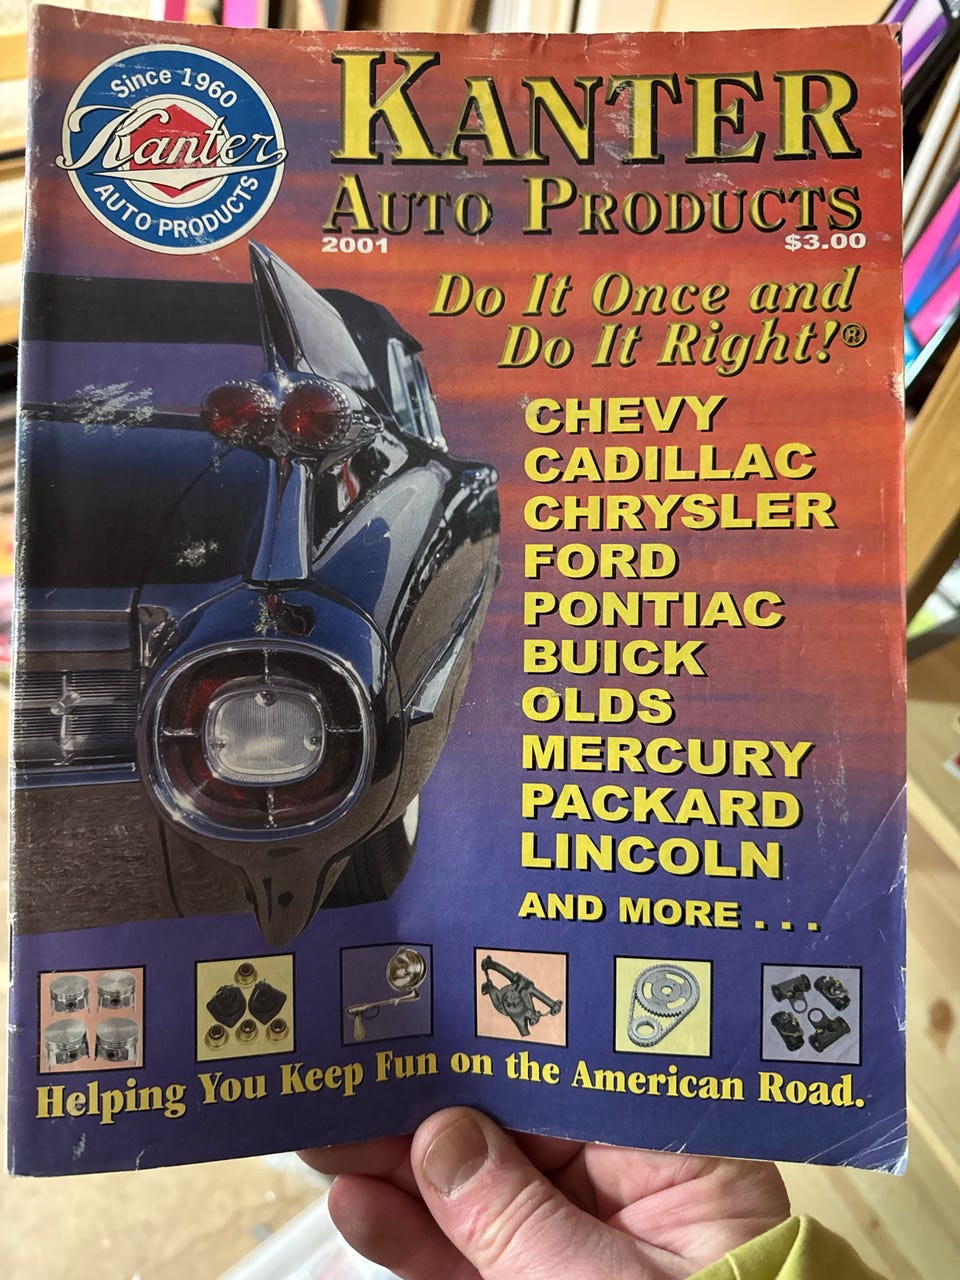 Since 1960
Kanter
AUTO PRODUCTS
KANTER
AUTO PRODUCTS
2001
$3.00
Do It Once and
Do It Right!®
CHEVY
CADILLAC
CHRYSLER
FORD
PONTIAC
BUICK
OLDS
MERCURY
PACKARD
LINCOLN
AND MORE . . .
Helping You Keep Fun on the American Road.